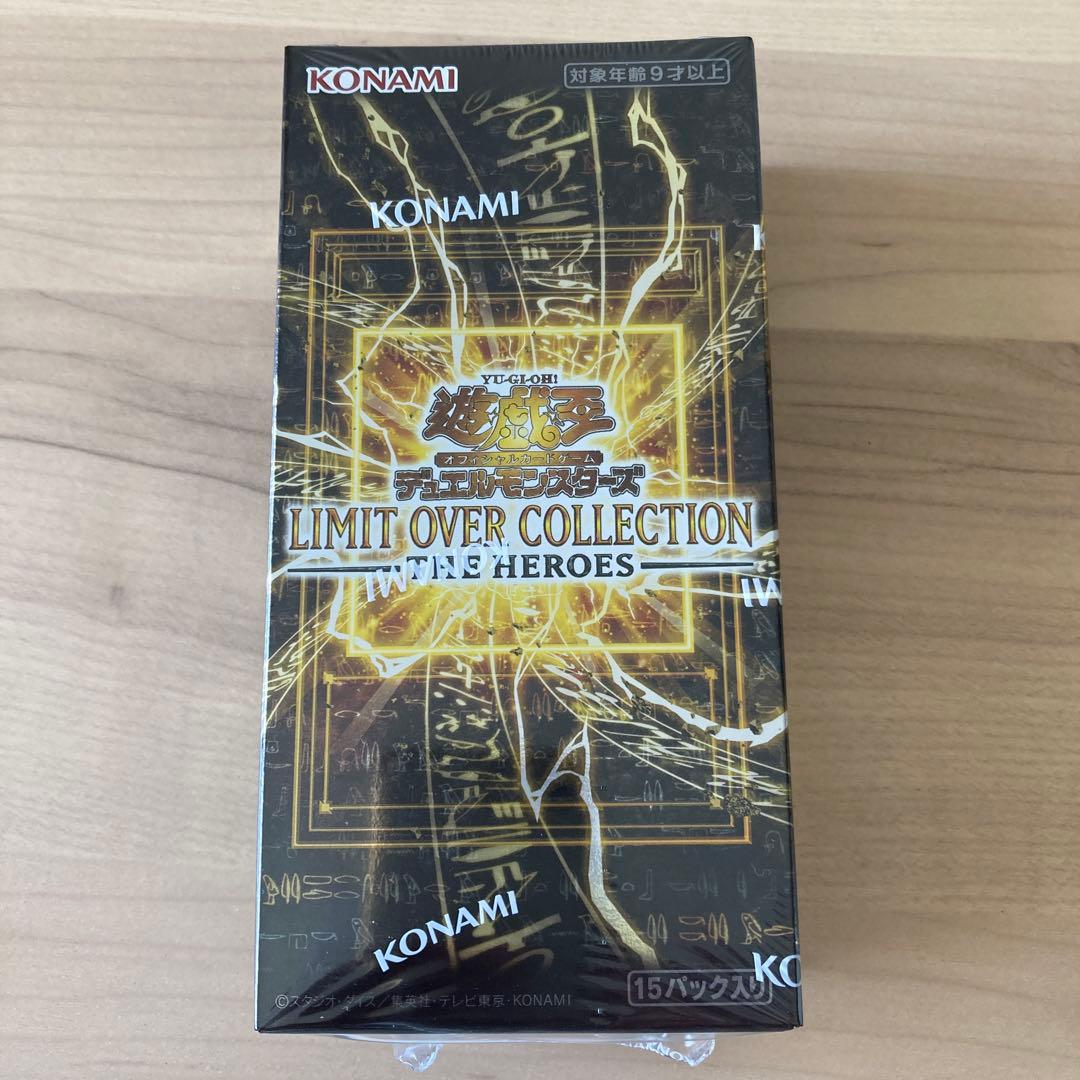 KONAMI
対象年齢9才以上
KONAMI
K
YU-GI-OH!
遊戯王
オフィシャルカードゲーム
デュエルモンスターズ
LIMIT OVER COLLECTION
THE HEROES
KONAMI
MI
KONAMI
KO
15パック入り
©スタジオ・ダイス/集英社・テレビ東京・KONAMI